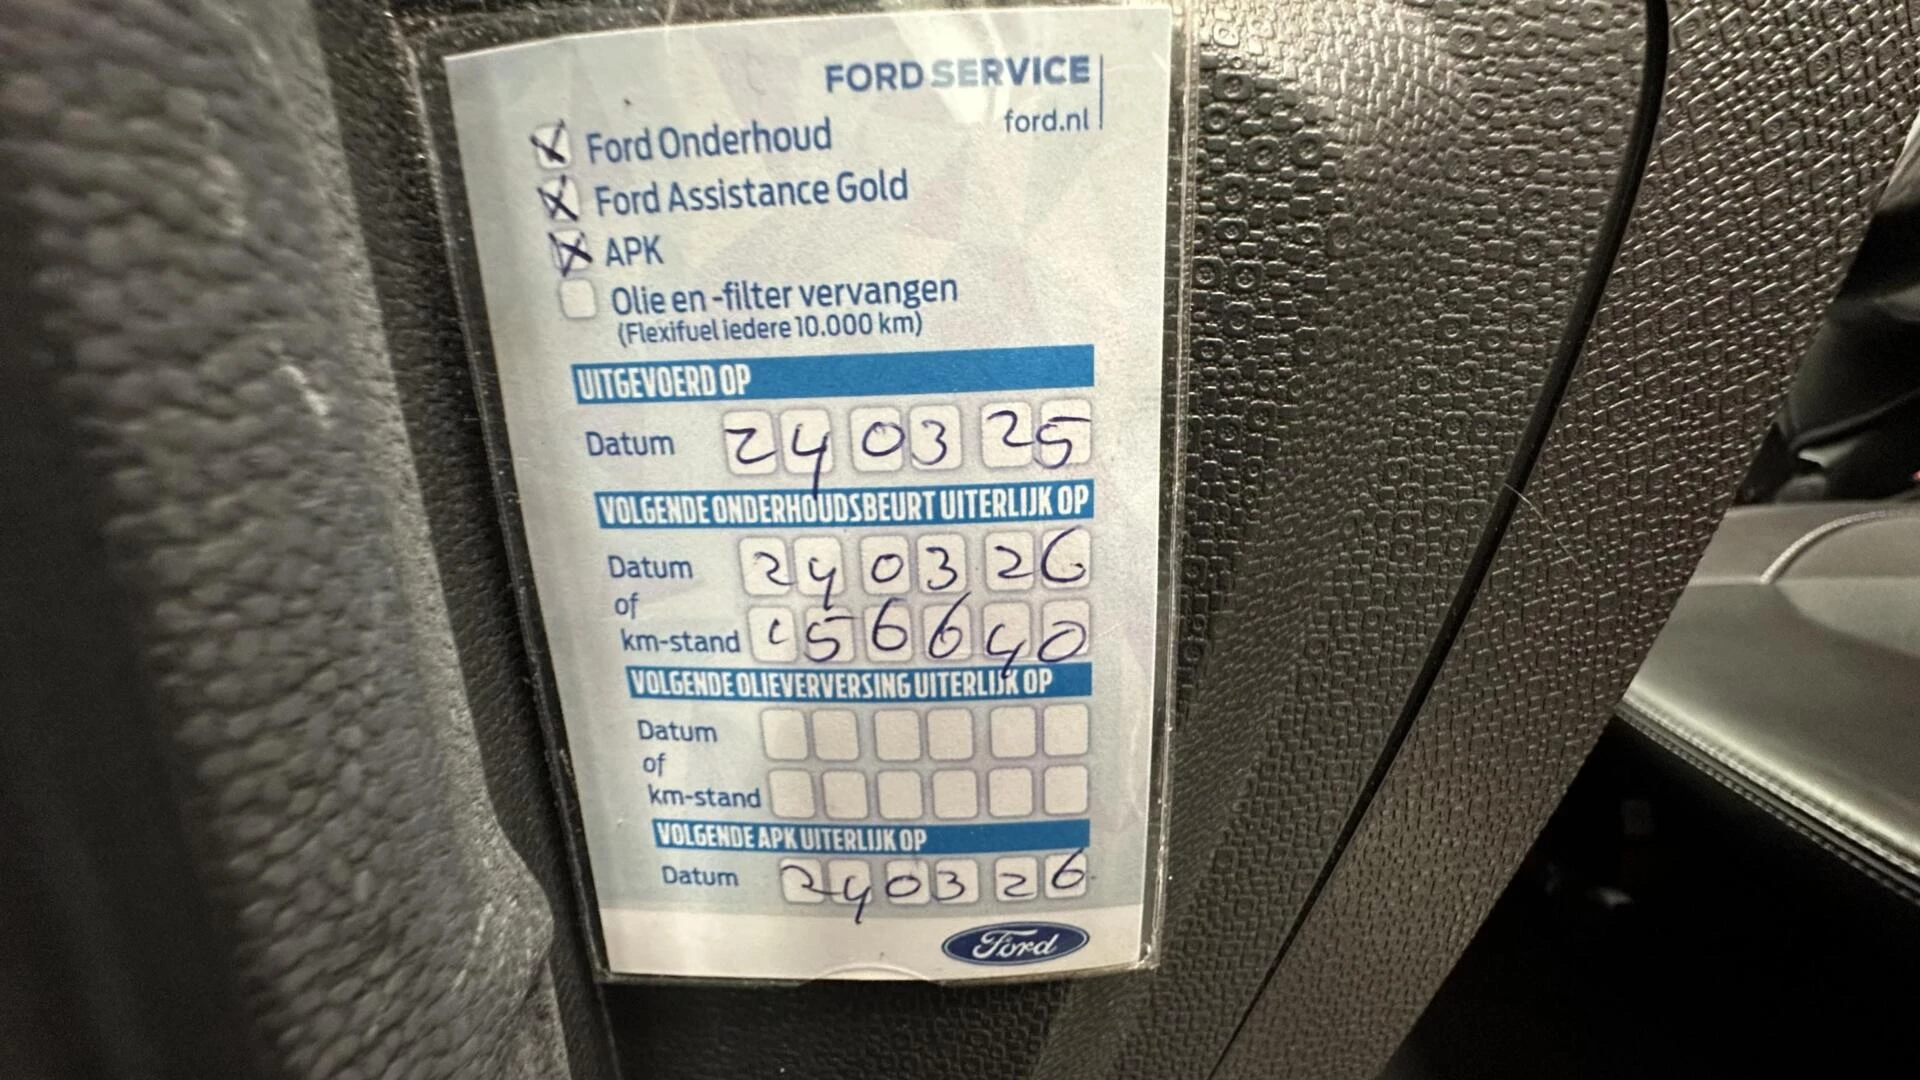 FORD SERVICE
ford.nl
Ford Onderhoud
Ford Assistance Gold
APK
Olie en -filter vervangen
(Flexifuel iedere 10.000 km)
UITGEVOERD OP
Datum 24 03 25
VOLGENDE ONDERHOUDSBEURT UITERLIJK OP
Datum 24 03 26
of
km-stand 156640
VOLGENDE OLIEVERVERSING UITERLIJK OP
Datum
of
km-stand
VOLGENDE APK UITERLIJK OP
Datum 24 03 26
Ford